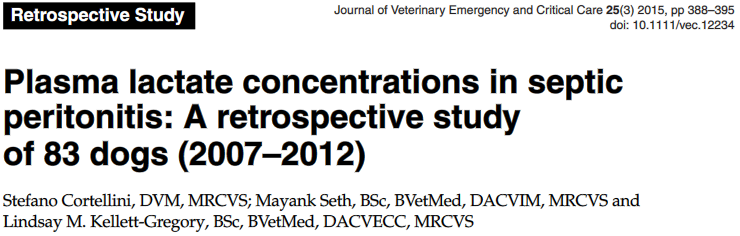 Retrospective Study
Journal of Veterinary Emergency and Critical Care 25(3) 2015, pp 388–395
doi: 10.1111/vec.12234
Plasma lactate concentrations in septic
peritonitis: A retrospective study
of 83 dogs (2007–2012)
Stefano Cortellini, DVM, MRCVS; Mayank Seth, BSc, BVetMed, DACVIM, MRCVS and
Lindsay M. Kellett-Gregory, BSc, BVetMed, DACVECC, MRCVS